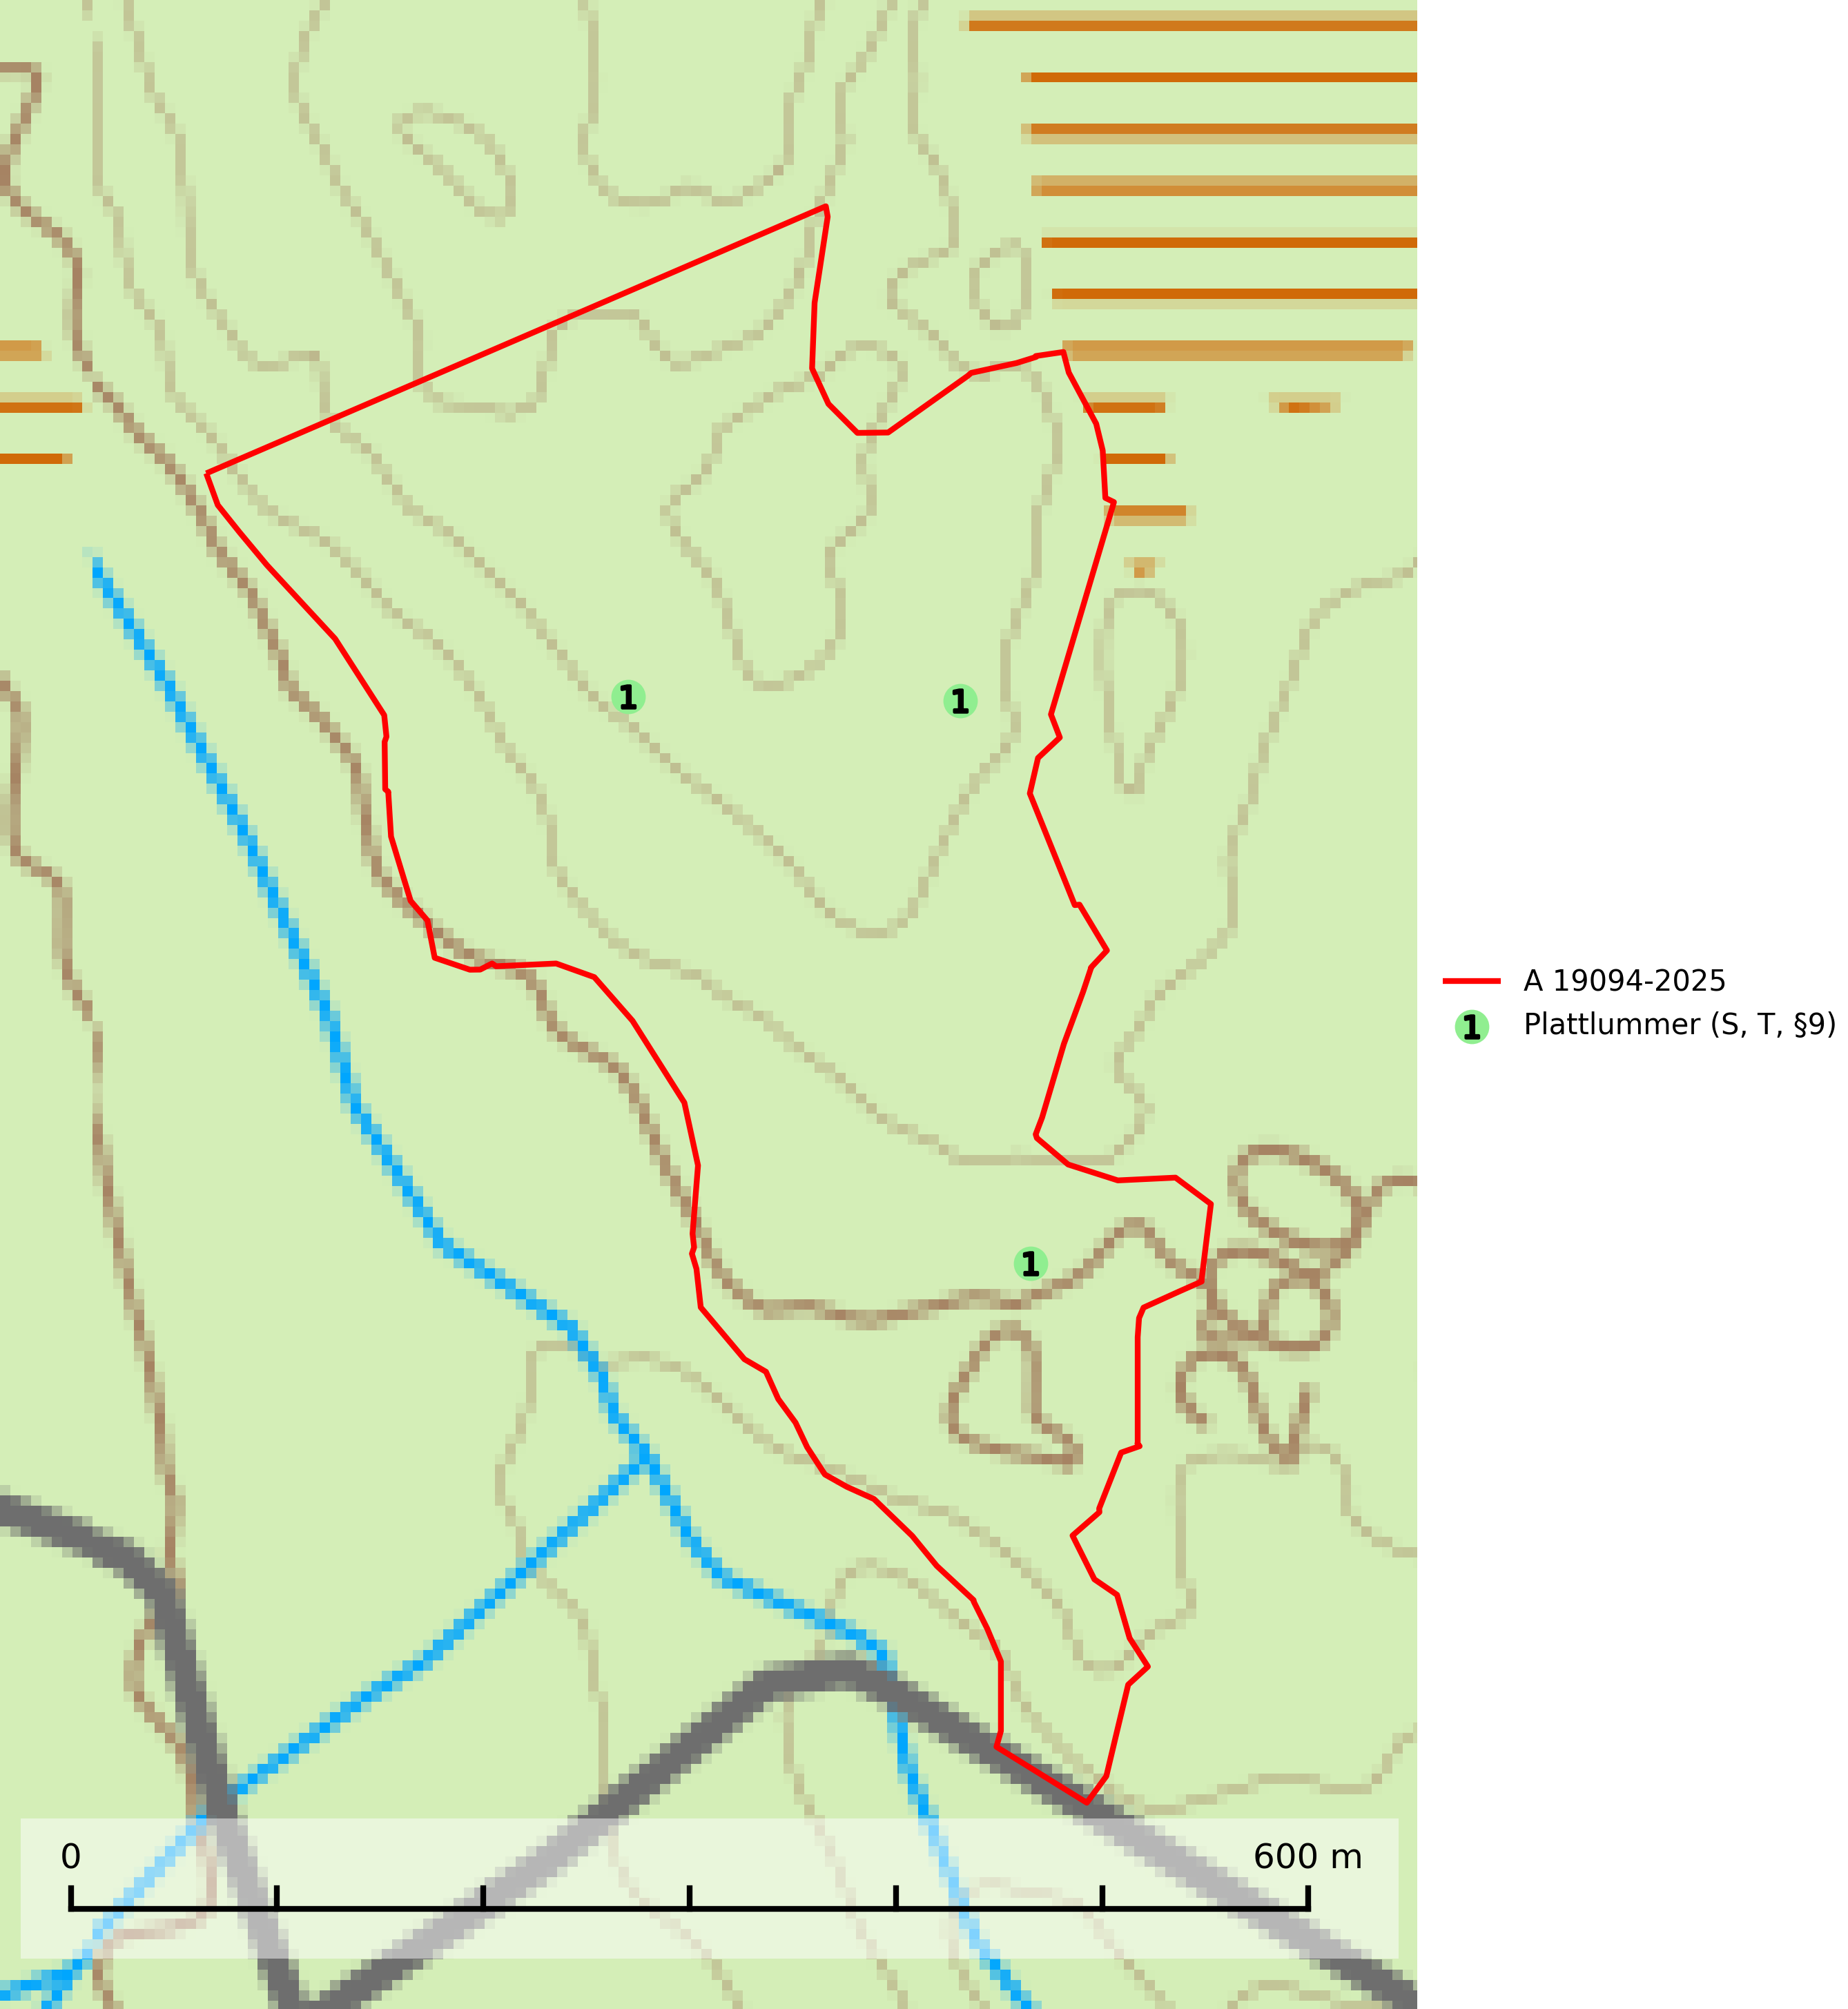 1
1
A 19094-2025
1 Plattlummer (S, T, §9)
1
0 600 m